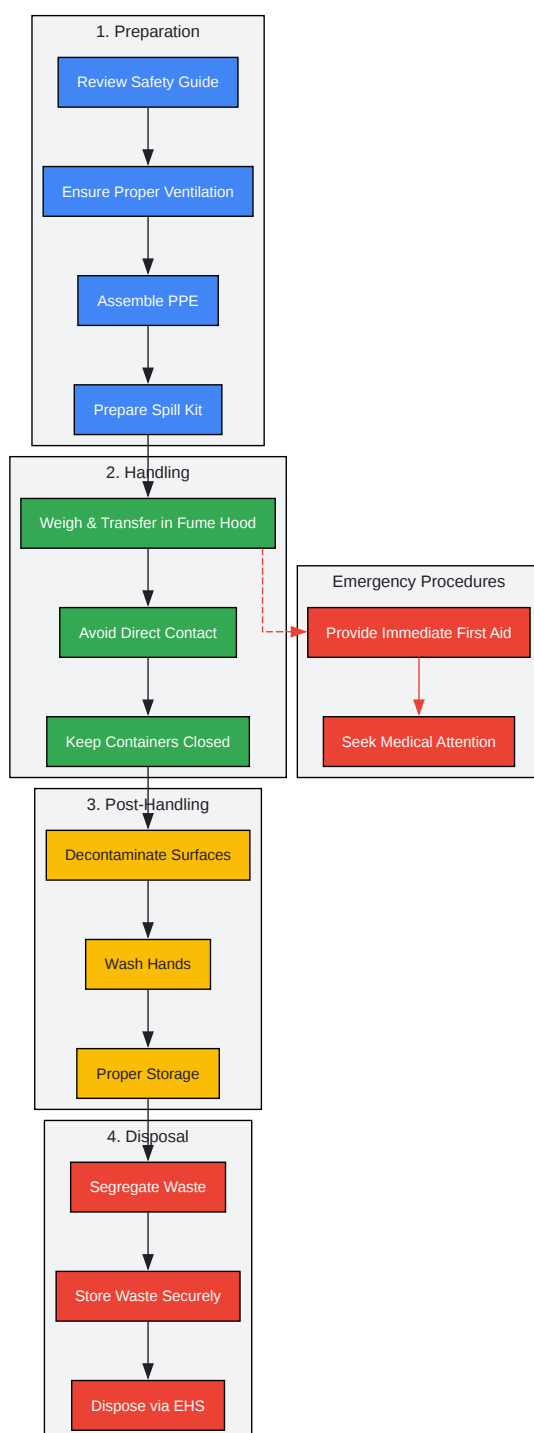 1. Preparation
Review Safety Guide
Ensure Proper Ventilation
Assemble PPE
Prepare Spill Kit
2. Handling
Weigh & Transfer in Fume Hood
Avoid Direct Contact
Keep Containers Closed
Emergency Procedures
Provide Immediate First Aid
Seek Medical Attention
3. Post-Handling
Decontaminate Surfaces
Wash Hands
Proper Storage
4. Disposal
Segregate Waste
Store Waste Securely
Dispose via EHS